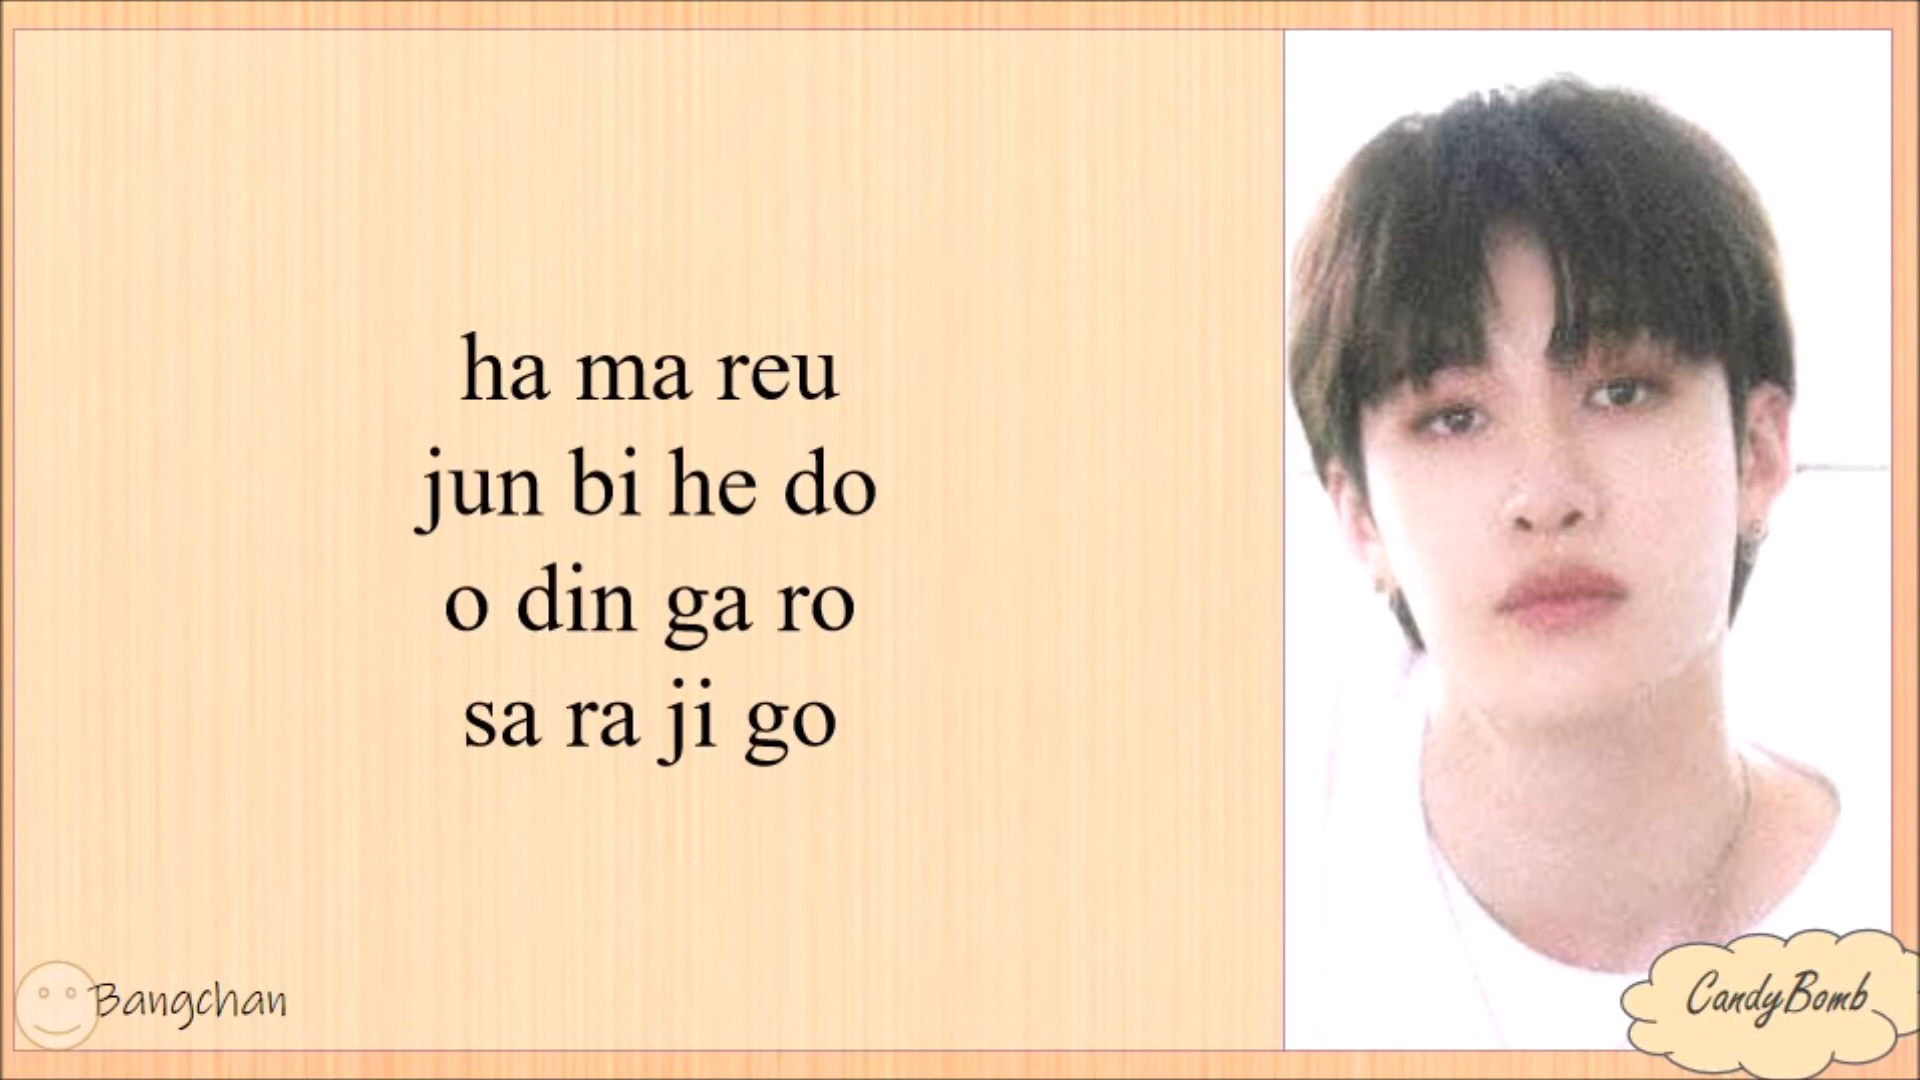 ha ma reu
jun bi he do
o din ga ro
sa ra ji go
Bangchan
CandyBomb